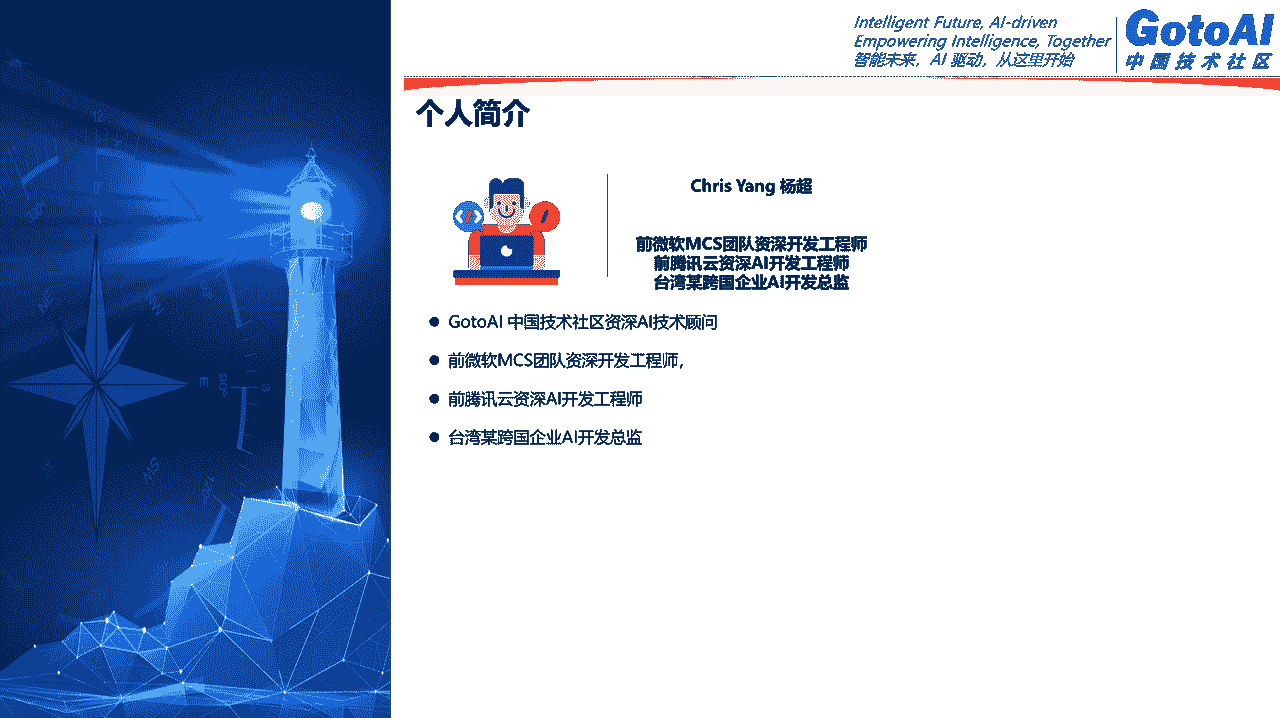 Intelligent Future, AI-driven
Empowering Intelligence, Together
智能未来，AI 驱动，从这里开始
GotoAI
中国技术社区
个人简介
Chris Yang 杨超
前微软MCS团队资深开发工程师
前腾讯云资深AI开发工程师
台湾某跨国企业AI开发总监
● GotoAI 中国技术社区资深AI技术顾问
● 前微软MCS团队资深开发工程师，
● 前腾讯云资深AI开发工程师
● 台湾某跨国企业AI开发总监
12
0°
N
NE
E
90°
3
120°